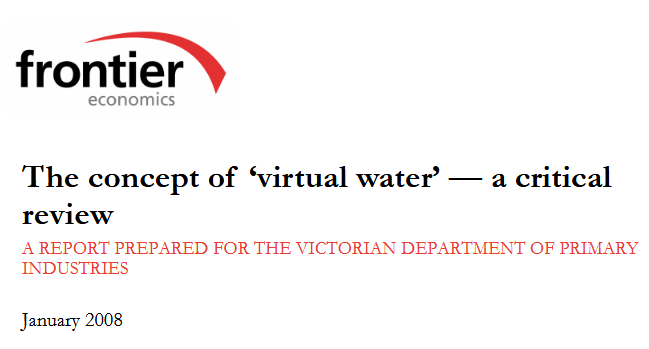 frontier
economics
The concept of ‘virtual water’ — a critical
review
A REPORT PREPARED FOR THE VICTORIAN DEPARTMENT OF PRIMARY
INDUSTRIES
January 2008